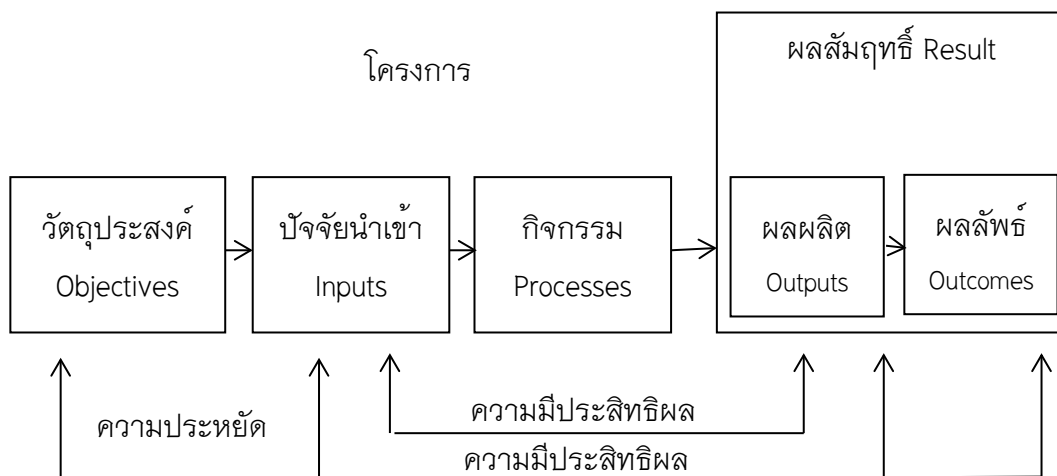 ผลสัมฤทธิ์ Result
โครงการ
วัตถุประสงค์
Objectives
ปัจจัยนำเข้า
Inputs
กิจกรรม
Processes
ผลผลิต
Outputs
ผลลัพธ์
Outcomes
ความประหยัด
ความมีประสิทธิผล
ความมีประสิทธิผล